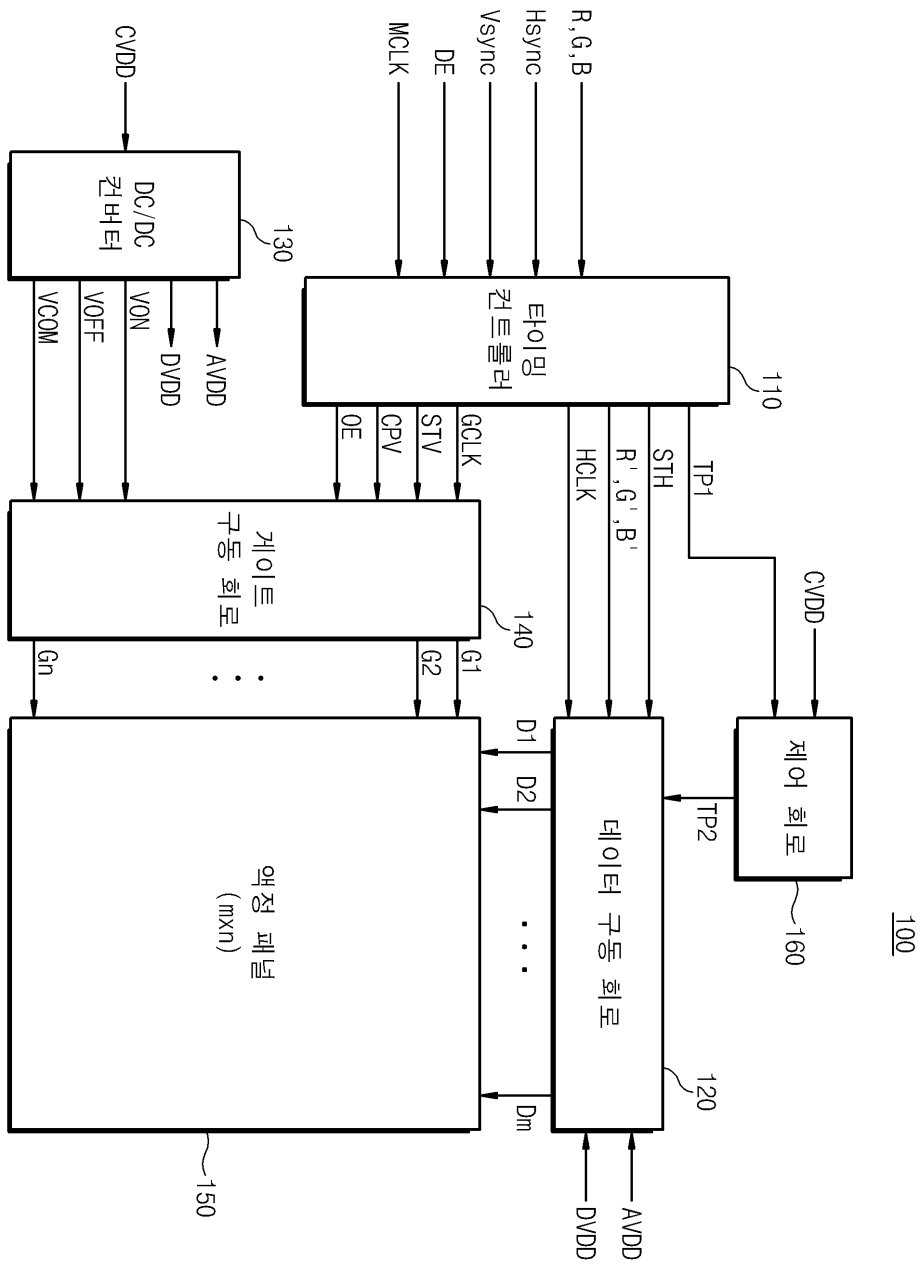 100
CVDD
제어 회로
160
110
TP1
TP2
120
STH
R',G',B'
HCLK
AVDD
DVDD
데이터 구동 회로
R,G,B
Hsync
Vsync
DE
MCLK
타이밍
컨트롤러
D1
D2
. . .
Dm
GCLK
STV
CPV
OE
140
G1
G2
. . .
Gn
게이트
구동 회로
130
CVDD
DC/DC
컨버터
AVDD
DVDD
VON
VOFF
VCOM
액정 패널
(mxn)
150